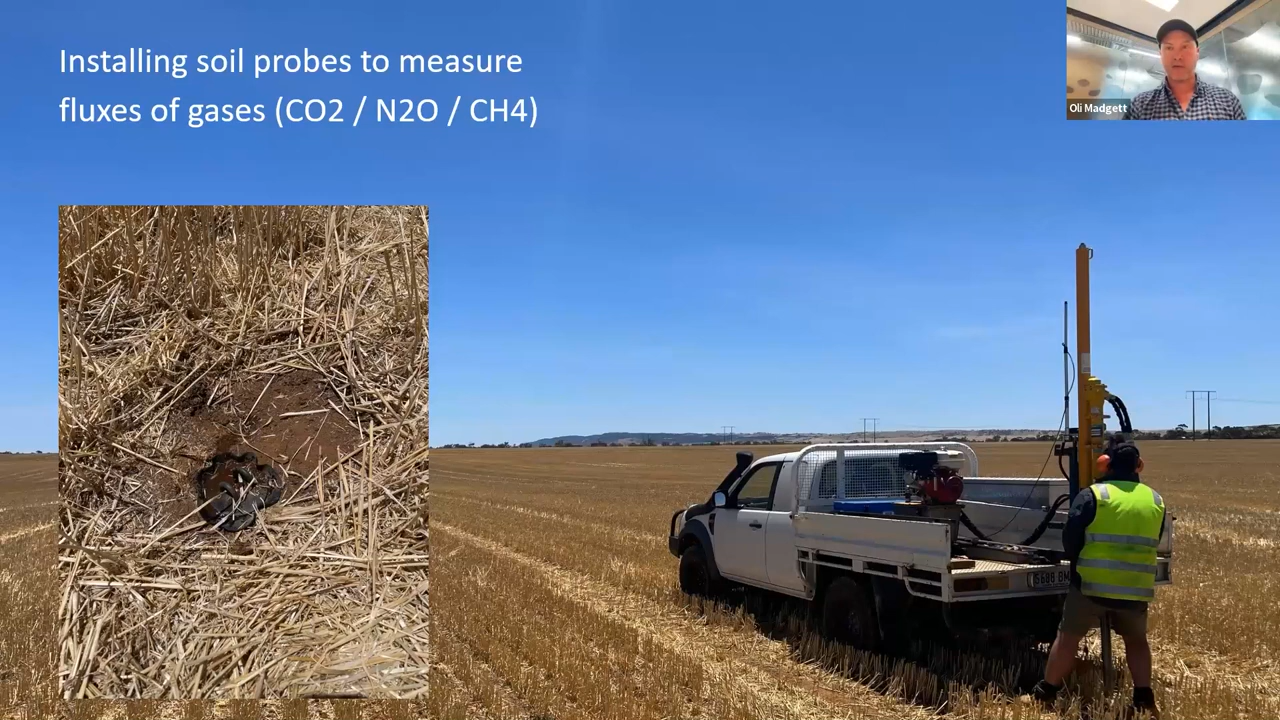 Installing soil probes to measure
fluxes of gases (CO2 / N2O / CH4)
Oli Madgett